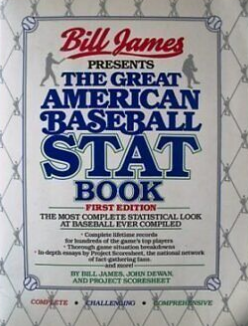 Bill James
PRESENTS
THE GREAT
AMERICAN
BASEBALL
STAT
BOOK
FIRST EDITION
THE MOST COMPLETE STATISTICAL LOOK
AT BASEBALL EVER COMPILED
• Complete lifetime records
for hundreds of the game's top players
• Thorough game situation breakdowns
• In-depth essays by Project Scoresheet, the national network
of fact-gathering fans.
and more!
BY BILL JAMES, JOHN DEWAN,
AND PROJECT SCORESHEET
COMPLETE • CHALLENGING • COMPREHENSIVE